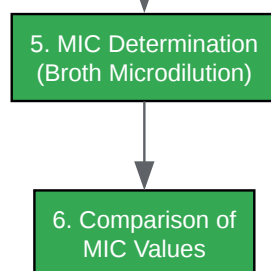 5. MIC Determination
(Broth Microdilution)
6. Comparison of
MIC Values